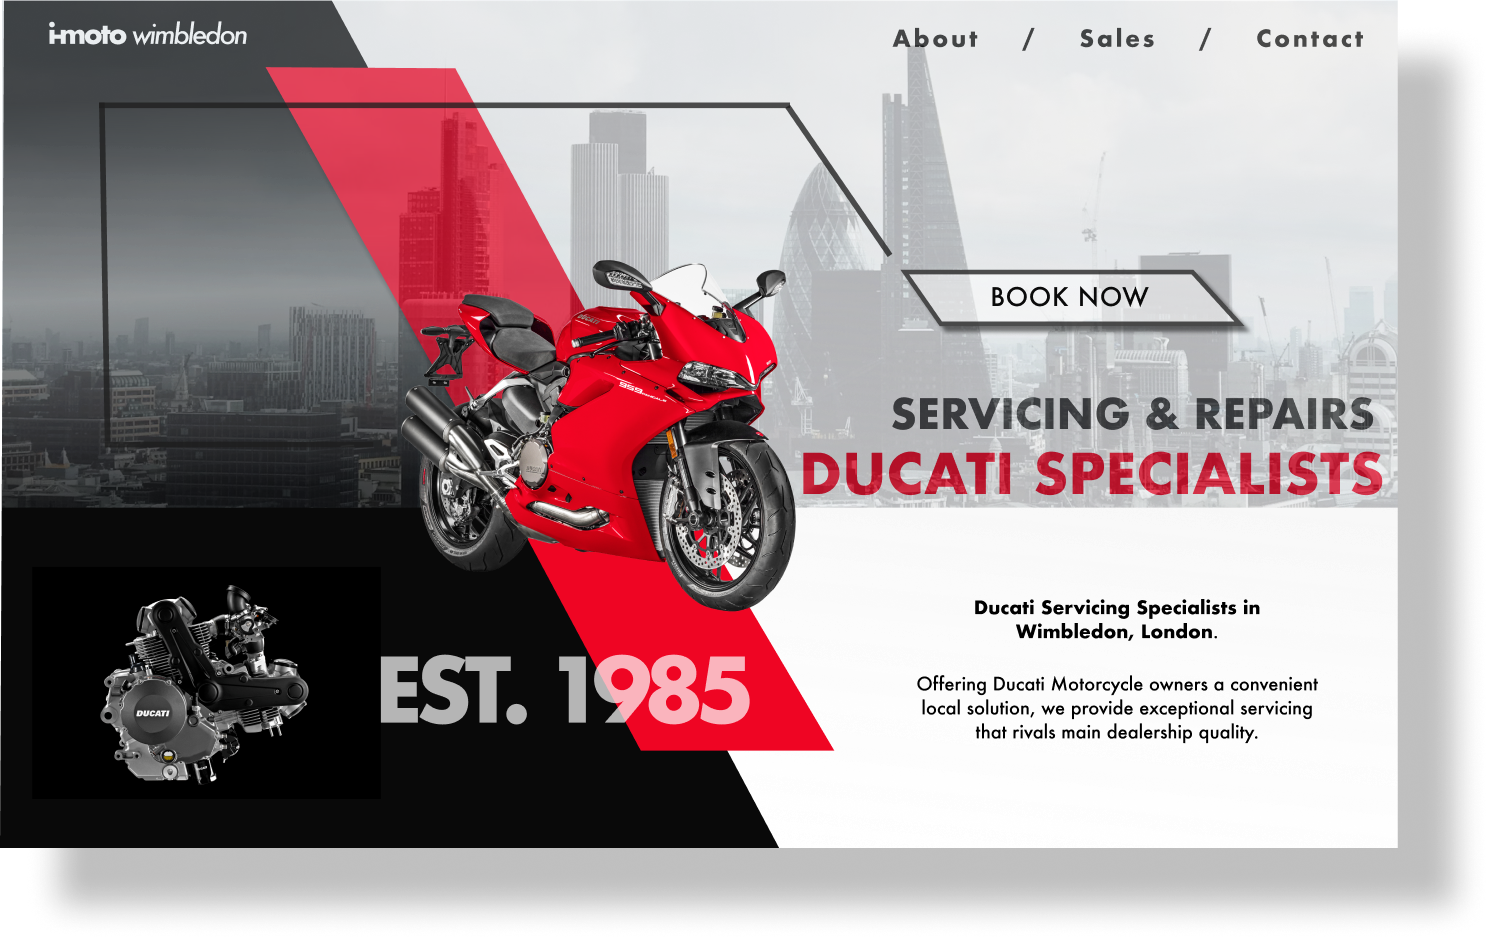 i-moto wimbledon
About / Sales / Contact
BOOK NOW
959
SERVICING & REPAIRS
DUCATI SPECIALISTS
Ducati Servicing Specialists in
Wimbledon, London.
EST. 1985
Offering Ducati Motorcycle owners a convenient
local solution, we provide exceptional servicing
that rivals main dealership quality.
DUCATI